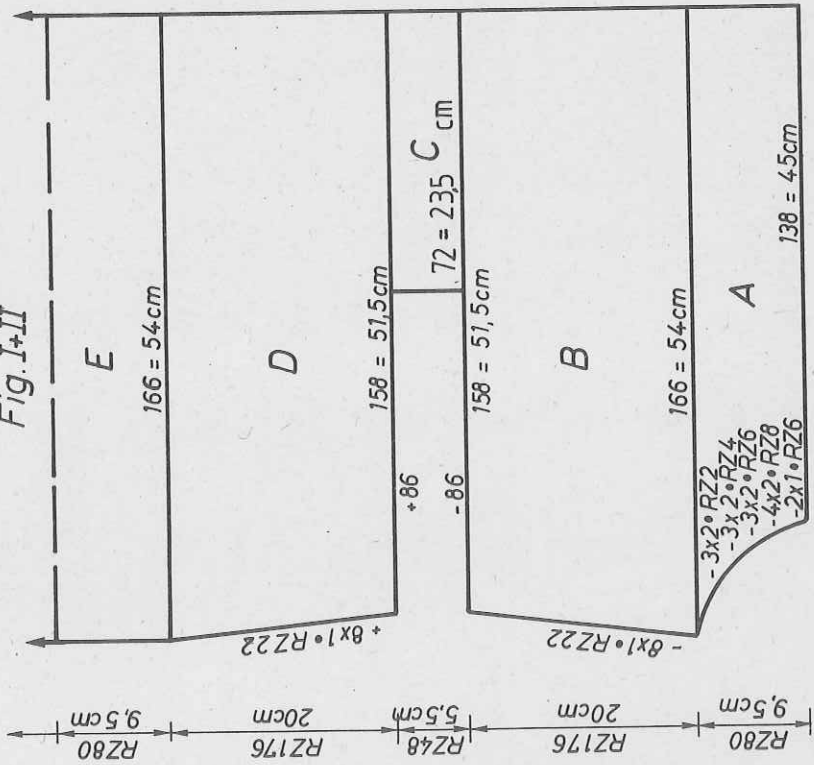 Fig. I+II
E
166 = 54cm
D
158 = 51,5cm
+86
72 = 23,5 C cm
-86
158 = 51,5cm
B
166 = 54cm
A
138 = 45cm
-3x2•RZ2
-3x2•RZ4
-3x2•RZ6
-4x2•RZ8
-2x1•RZ6
+8x1•RZ22
-8x1•RZ22
9,5cm
RZ80
20cm
RZ176
5,5cm
RZ48
20cm
RZ176
9,5cm
RZ80